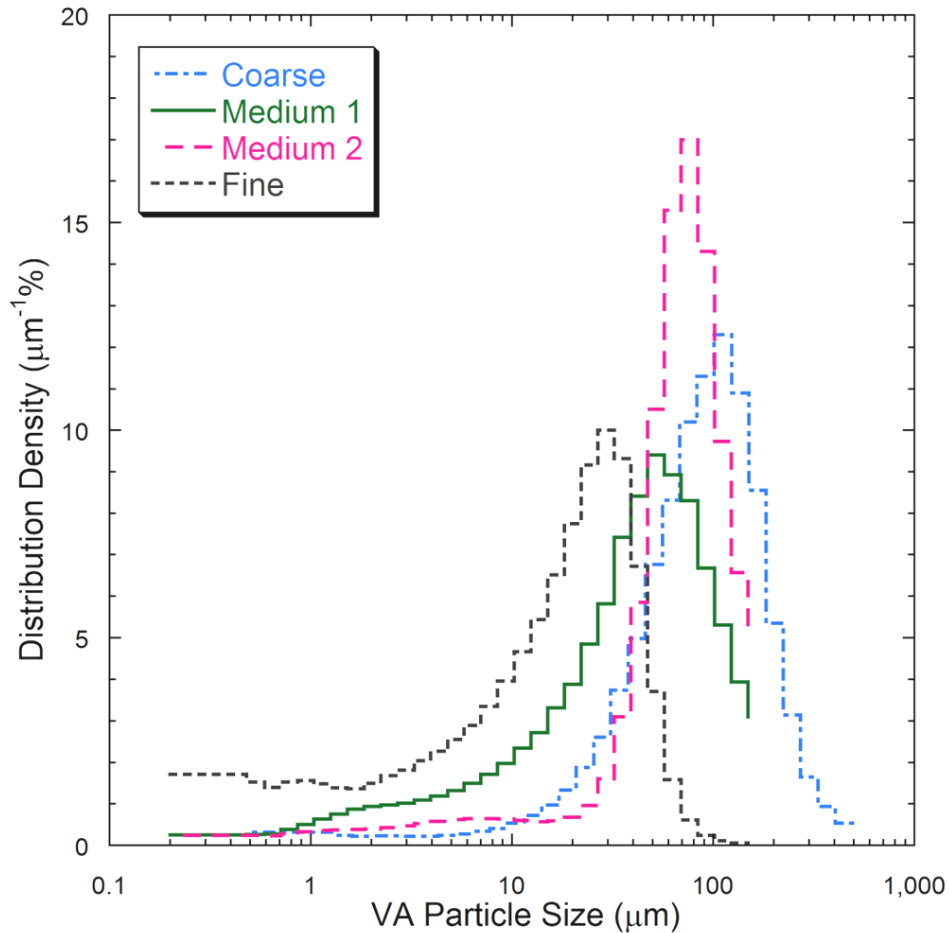 20
15
10
5
0
Distribution Density (μm⁻¹%)
Coarse
Medium 1
Medium 2
Fine
0.1
1
10
100
1,000
VA Particle Size (μm)